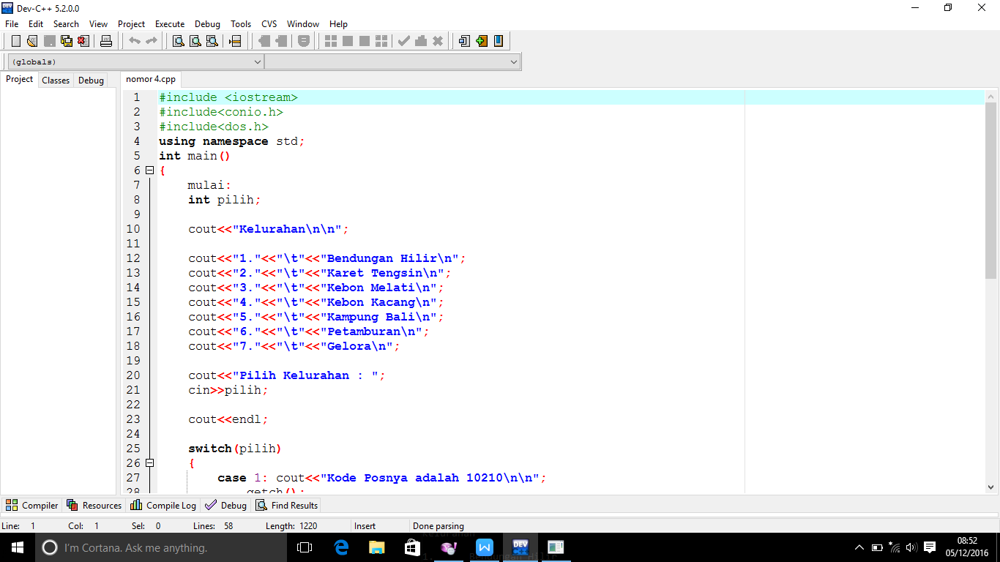 Dev-C++ 5.2.0.0
File Edit Search View Project Execute Debug Tools CVS Window Help
(globals)
Project Classes Debug nomor 4.cpp
1 #include <iostream>
2 #include<conio.h>
3 #include<dos.h>
4 using namespace std;
5 int main()
6 {
7 mulai:
8 int pilih;
9
10 cout<<"Kelurahan\n\n";
11
12 cout<<"1."<<"\t"<<"Bendungan Hilir\n";
13 cout<<"2."<<"\t"<<"Karet Tengsin\n";
14 cout<<"3."<<"\t"<<"Kebon Melati\n";
15 cout<<"4."<<"\t"<<"Kebon Kacang\n";
16 cout<<"5."<<"\t"<<"Kampung Bali\n";
17 cout<<"6."<<"\t"<<"Petamburan\n";
18 cout<<"7."<<"\t"<<"Gelora\n";
19
20 cout<<"Pilih Kelurahan : ";
21 cin>>pilih;
22
23 cout<<endl;
24
25 switch(pilih)
26 {
27 case 1: cout<<"Kode Posnya adalah 10210\n\n";
28 getch();
Compiler Resources Compile Log Debug Find Results
Line: 1 Col: 1 Sel: 0 Lines: 58 Length: 1220 Insert Done parsing
Kelurahan
I'm Cortana. Ask me anything.
DEV C++
08:52
05/12/2016
1. Bendungan Hilir